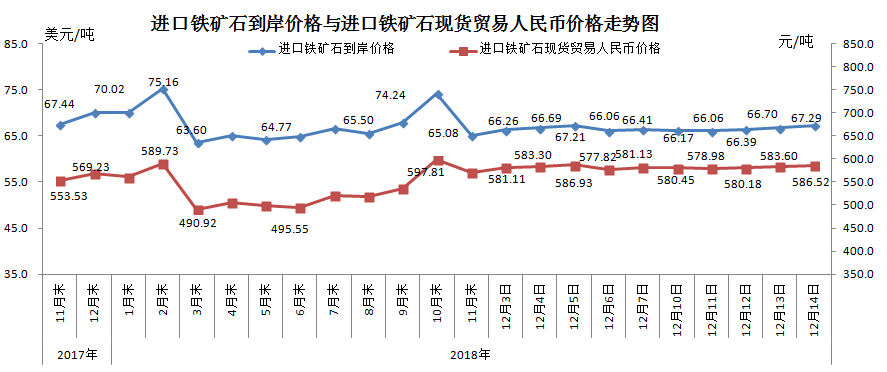 进口铁矿石到岸价格与进口铁矿石现货贸易人民币价格走势图
美元/吨
元/吨
进口铁矿石到岸价格
进口铁矿石现货贸易人民币价格
85.0
75.0
65.0
55.0
45.0
35.0
850.0
800.0
750.0
700.0
650.0
600.0
550.0
500.0
450.0
400.0
350.0
67.44
70.02
75.16
63.60
64.77
65.50
74.24
65.08
66.26
66.69
67.21
66.06
66.41
66.17
66.06
66.39
66.70
67.29
553.53
569.23
589.73
490.92
495.55
597.81
581.11
583.30
586.93
577.82
581.13
580.45
578.98
580.18
583.60
586.52
11月末
12月末
1月末
2月末
3月末
4月末
5月末
6月末
7月末
8月末
9月末
10月末
11月末
12月3日
12月4日
12月5日
12月6日
12月7日
12月10日
12月11日
12月12日
12月13日
12月14日
2017年
2018年